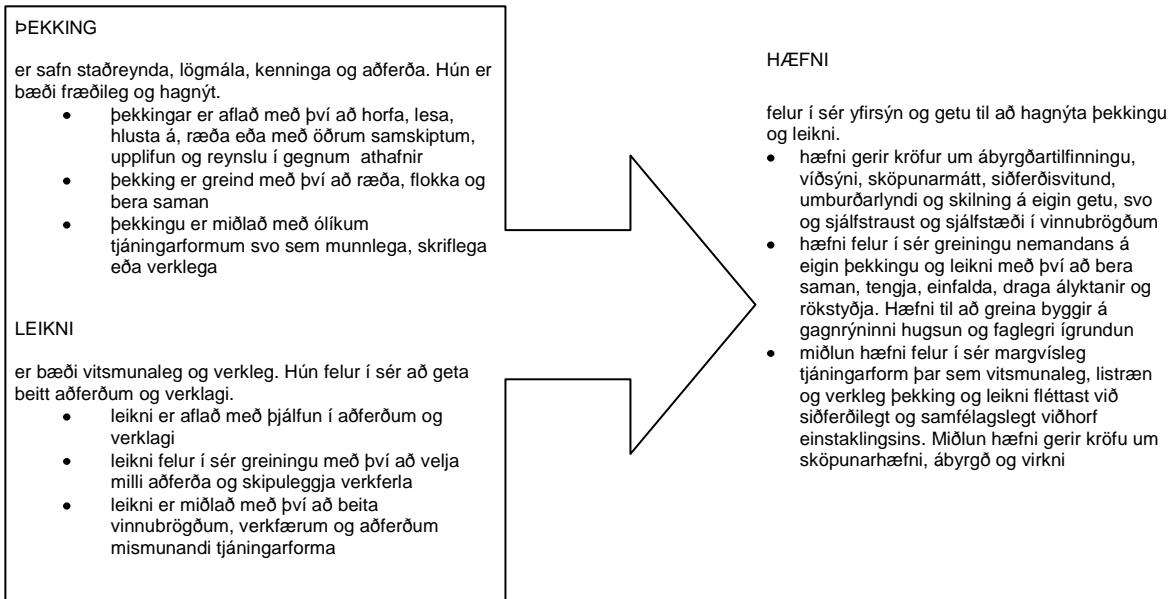 ÞEKKING
er safn staðreynda, lögmála, kenninga og aðferða. Hún er
bæði fræðileg og hagnýt.
• þekkingar er aflað með því að horfa, lesa,
hlusta á, ræða eða með öðrum samskiptum,
upplifun og reynslu í gegnum athafnir
• þekking er greind með því að ræða, flokka og
bera saman
• þekkingu er miðlað með ólíkum
tjáningarformum svo sem munnlega, skriflega
eða verklega
LEIKNI
er bæði vitsmunaleg og verkleg. Hún felur í sér að geta
beitt aðferðum og verklagi.
• leikni er aflað með þjálfun í aðferðum og
verklagi
• leikni felur í sér greiningu með því að velja
milli aðferða og skipuleggja verkferla
• leikni er miðlað með því að beita
vinnubrögðum, verkfærum og aðferðum
mismunandi tjáningarforma
HÆFNI
felur í sér yfirsýn og getu til að hagnýta þekkingu
og leikni.
• hæfni gerir kröfur um ábyrgðartilfinningu,
víðsýni, sköpunarmátt, siðferðisvitund,
umburðarlyndi og skilning á eigin getu, svo
og sjálfstraust og sjálfstæði í vinnubrögðum
• hæfni felur í sér greiningu nemandans á
eigin þekkingu og leikni með því að bera
saman, tengja, einfalda, draga ályktanir og
rökstyðja. Hæfni til að greina byggir á
gagnrýninni hugsun og faglegri ígrundun
• miðlun hæfni felur í sér margvísleg
tjáningarform þar sem vitsmunaleg, listræn
og verkleg þekking og leikni fléttast við
siðferðilegt og samfélagslegt viðhorf
einstaklingsins. Miðlun hæfni gerir kröfu um
sköpunarhæfni, ábyrgð og virkni